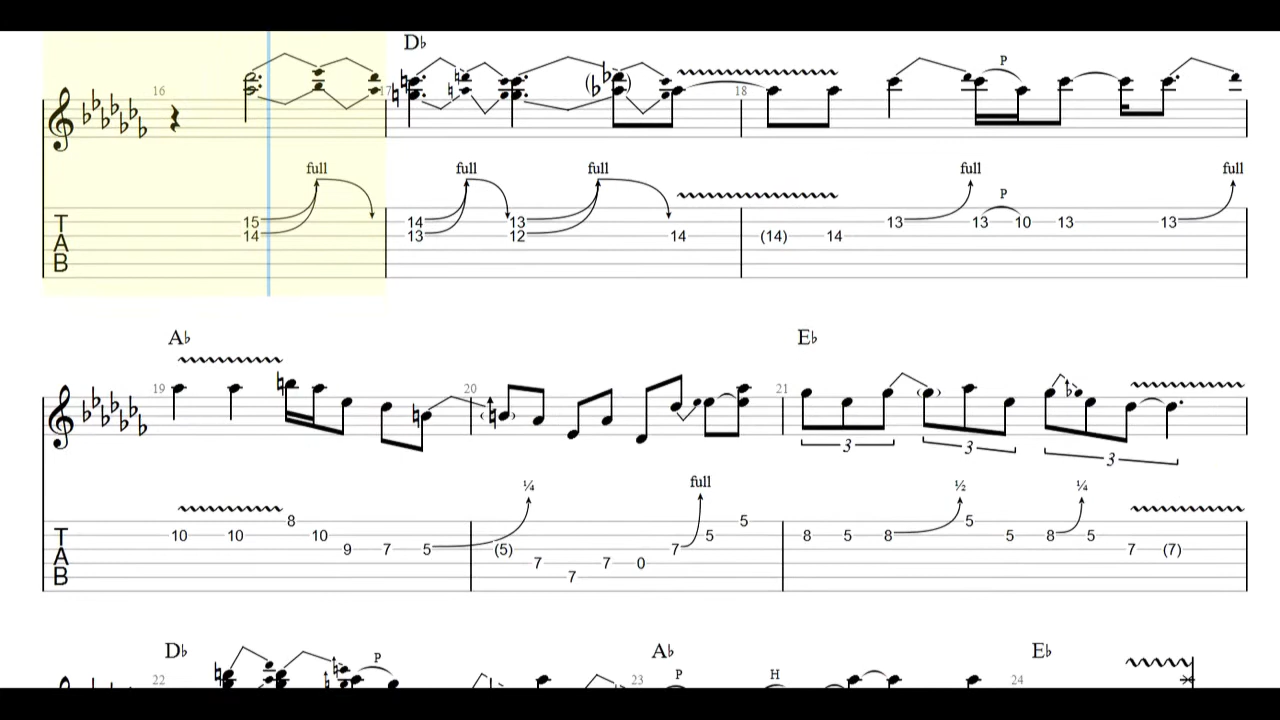 D♭
16 17 18 P
full full full full full
P
T A B
15 14 13 13 13 10 13 13
14 13 12 14 (14) 14
A♭ E♭
19 20 21
3 3 3
¼ full ½ ¼
8 5 5
T A B
10 10 10 5 8 5 8 5 8 5
9 7 5 (5) 7 7 (7)
7 7 0
7
D♭ A♭ E♭
P P H
22 23 24